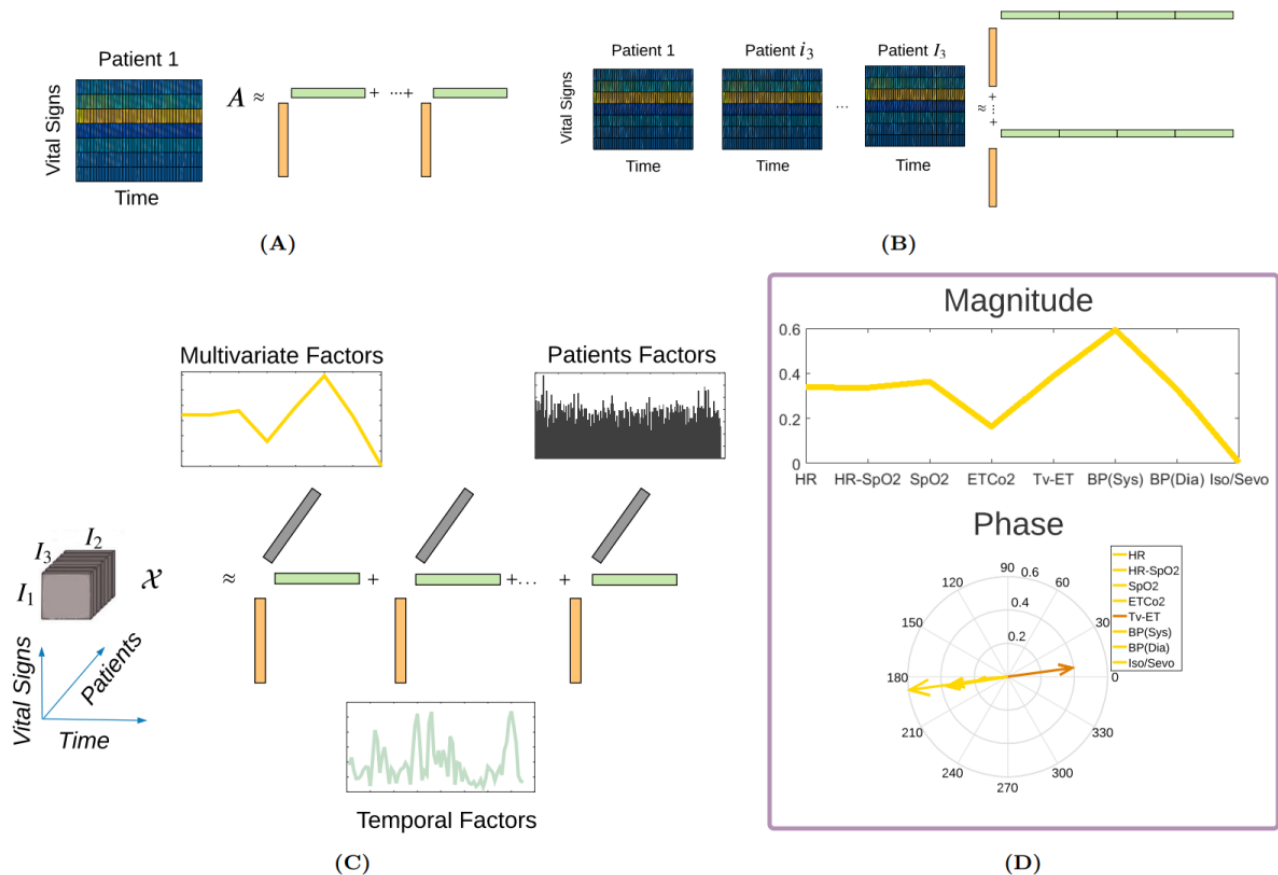 Patient 1
Vital Signs
Time
A ≈ + ···+
(A)
Patient 1 Patient i₃ Patient I₃
Vital Signs
...
Time Time Time
≈ + ···· +
(B)
Multivariate Factors
Patients Factors
I₂
I₃
I₁
𝒳 ≈ + +... +
Vital Signs
Patients
Time
Temporal Factors
(C)
Magnitude
0.6
0.4
0.2
0
HR HR-SpO2 SpO2 ETCo2 Tv-ET BP(Sys) BP(Dia) Iso/Sevo
Phase
90 0.6
120 60
0.4
150 30
0.2
180 0
210 330
240 300
270
HR
HR-SpO2
SpO2
ETCo2
Tv-ET
BP(Sys)
BP(Dia)
Iso/Sevo
(D)